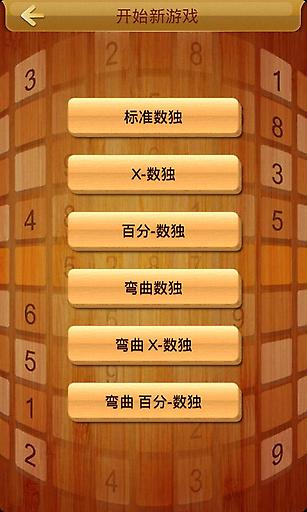 开始新游戏
2 8
3 1
标准数独
8
X-数独
3
4 5
百分-数独
弯曲数独
6 9
弯曲 X-数独
5
弯曲 百分-数独
1
2 9
4 3